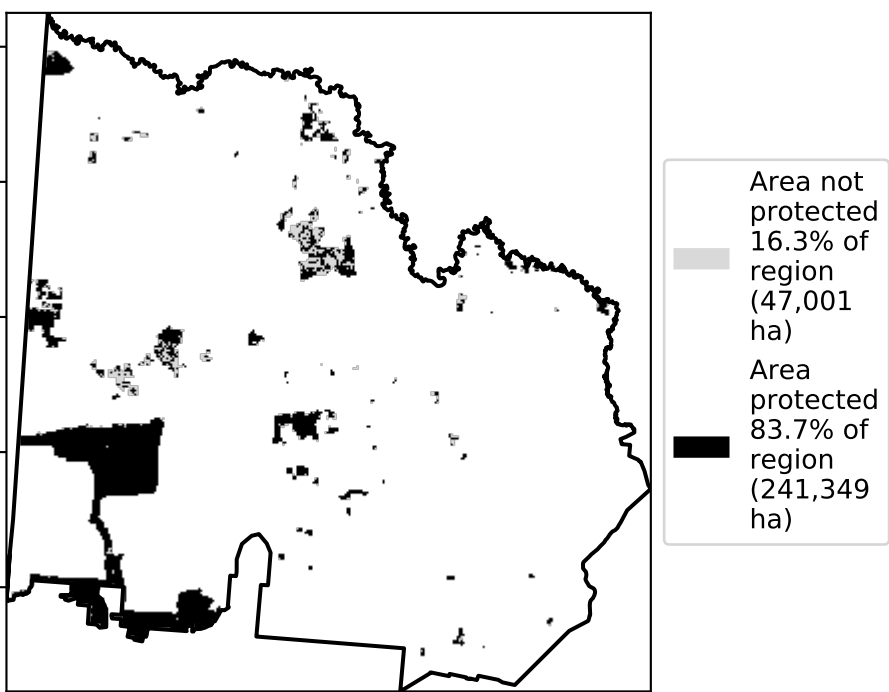 Area not
protected
16.3% of
region
(47,001
ha)
Area
protected
83.7% of
region
(241,349
ha)